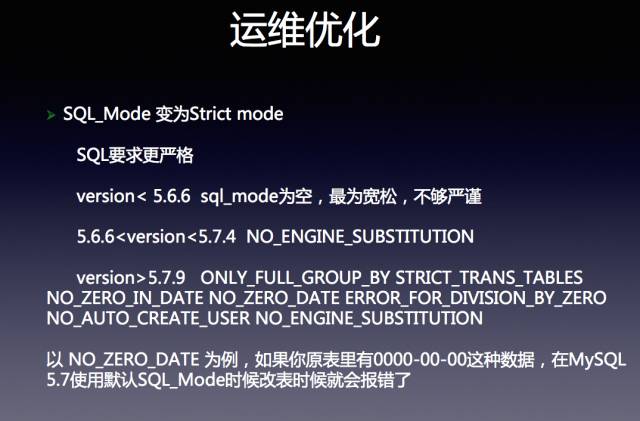 运维优化
SQL_Mode 变为Strict mode
SQL要求更严格
version< 5.6.6 sql_mode为空，最为宽松，不够严谨
5.6.6<version<5.7.4 NO_ENGINE_SUBSTITUTION
version>5.7.9 ONLY_FULL_GROUP_BY STRICT_TRANS_TABLES
NO_ZERO_IN_DATE NO_ZERO_DATE ERROR_FOR_DIVISION_BY_ZERO
NO_AUTO_CREATE_USER NO_ENGINE_SUBSTITUTION
以 NO_ZERO_DATE 为例，如果你原表里有0000-00-00这种数据，在MySQL
5.7使用默认SQL_Mode时候改表时候就会报错了